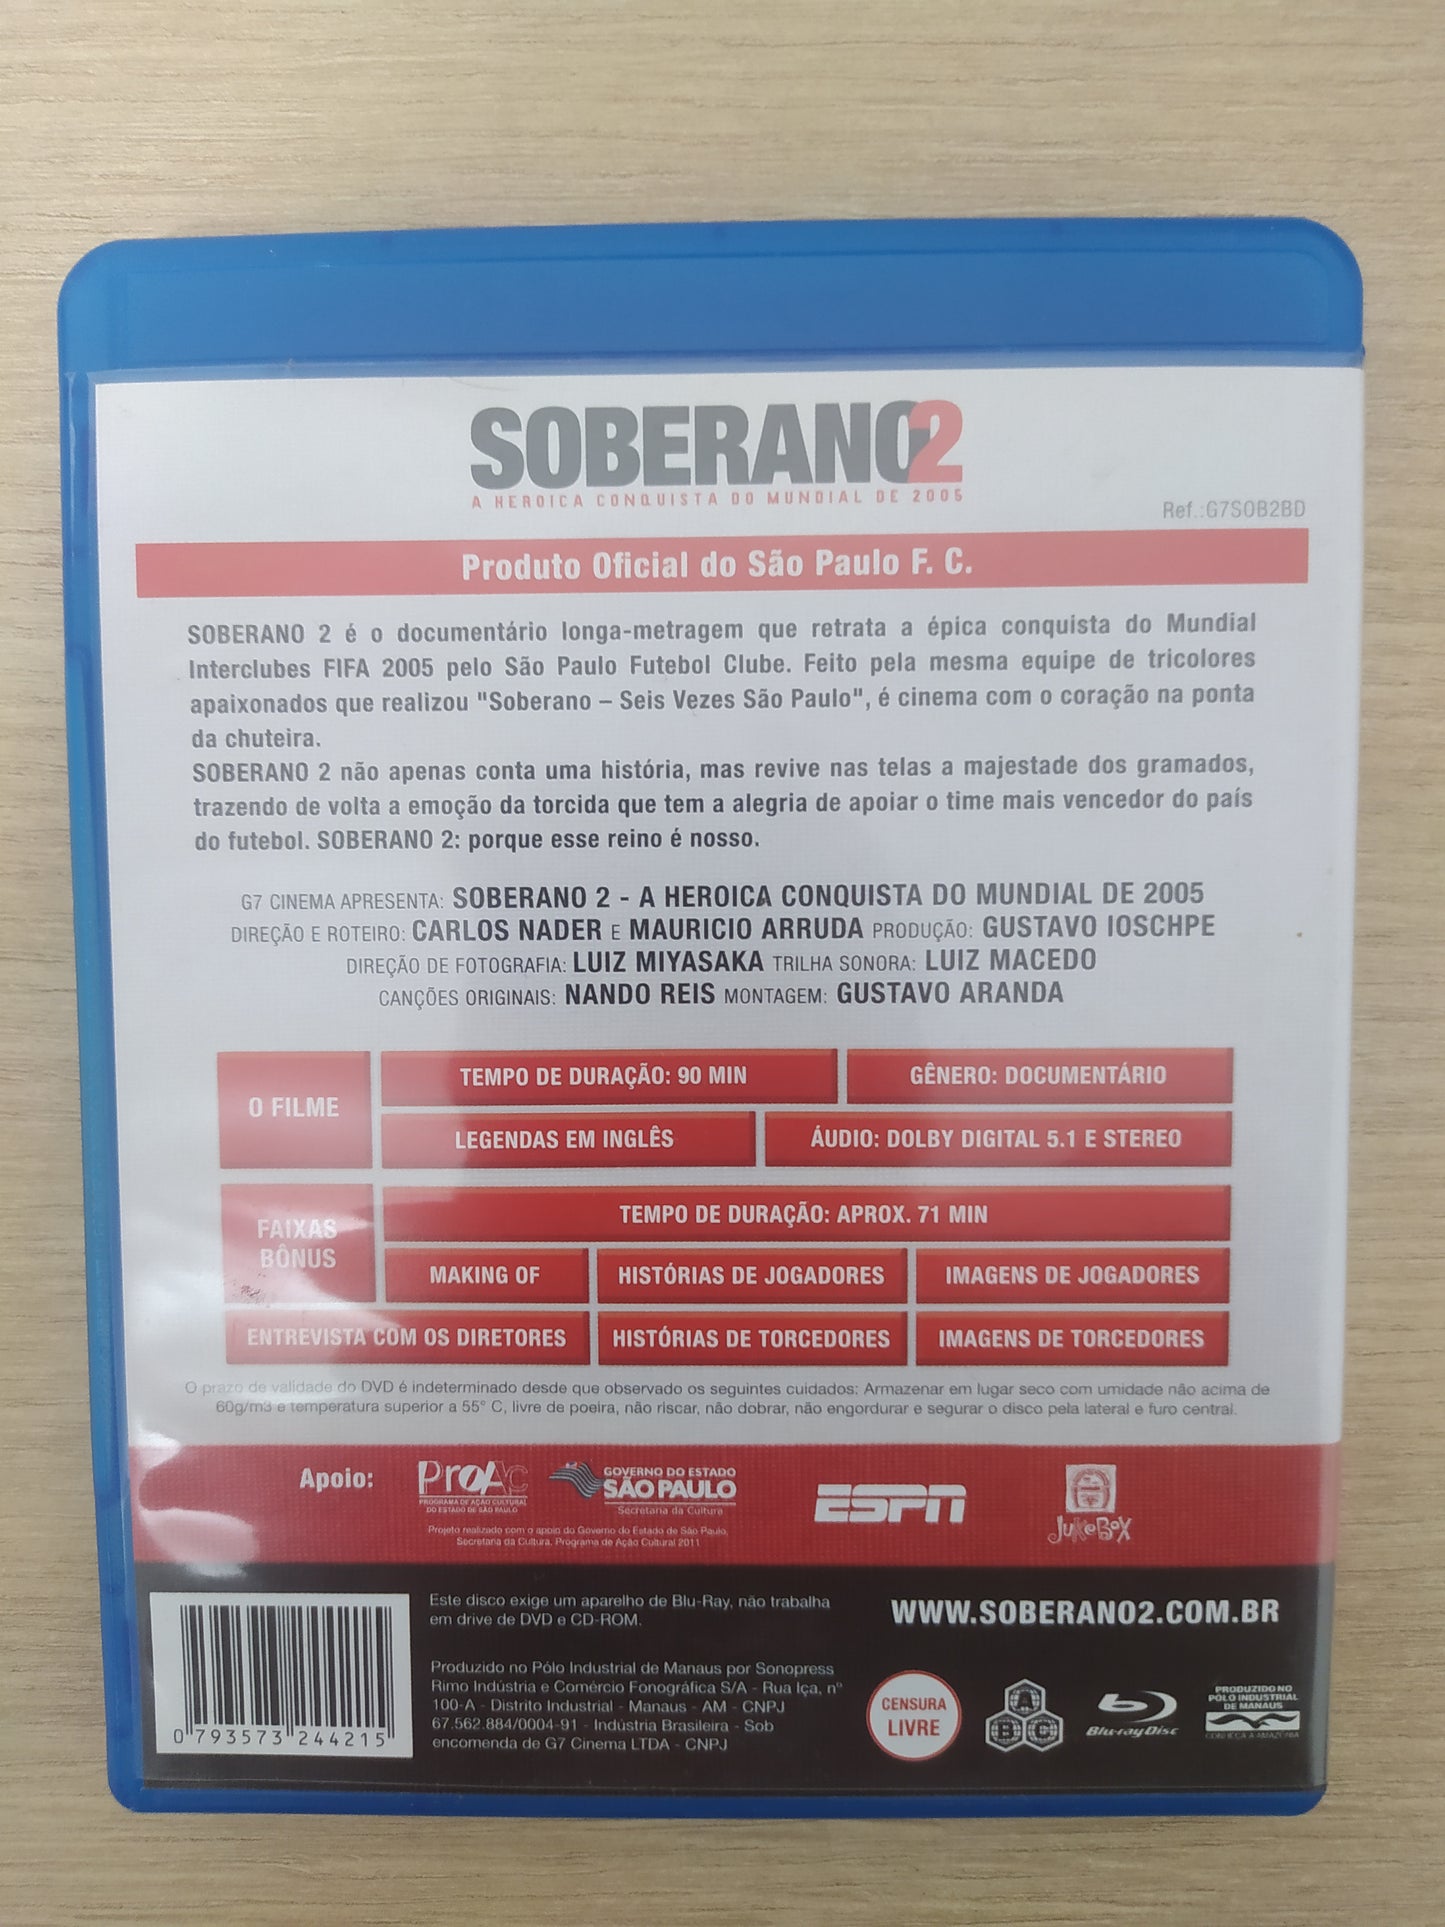 SOBERANO2
A HEROICA CONQUISTA DO MUNDIAL DE 2005
Ref.:G7SOB2BD
Produto Oficial do São Paulo F. C.
SOBERANO 2 é o documentário longa-metragem que retrata a épica conquista do Mundial
Interclubes FIFA 2005 pelo São Paulo Futebol Clube. Feito pela mesma equipe de tricolores
apaixonados que realizou "Soberano – Seis Vezes São Paulo", é cinema com o coração na ponta
da chuteira.
SOBERANO 2 não apenas conta uma história, mas revive nas telas a majestade dos gramados,
trazendo de volta a emoção da torcida que tem a alegria de apoiar o time mais vencedor do país
do futebol. SOBERANO 2: porque esse reino é nosso.
G7 CINEMA APRESENTA: SOBERANO 2 - A HEROICA CONQUISTA DO MUNDIAL DE 2005
DIREÇÃO E ROTEIRO: CARLOS NADER E MAURICIO ARRUDA PRODUÇÃO: GUSTAVO IOSCHPE
DIREÇÃO DE FOTOGRAFIA: LUIZ MIYASAKA TRILHA SONORA: LUIZ MACEDO
CANÇÕES ORIGINAIS: NANDO REIS MONTAGEM: GUSTAVO ARANDA
O FILME
TEMPO DE DURAÇÃO: 90 MIN
GÊNERO: DOCUMENTÁRIO
LEGENDAS EM INGLÊS
ÁUDIO: DOLBY DIGITAL 5.1 E STEREO
FAIXAS
BÔNUS
TEMPO DE DURAÇÃO: APROX. 71 MIN
MAKING OF
HISTÓRIAS DE JOGADORES
IMAGENS DE JOGADORES
ENTREVISTA COM OS DIRETORES
HISTÓRIAS DE TORCEDORES
IMAGENS DE TORCEDORES
O prazo de validade do DVD é indeterminado desde que observado os seguintes cuidados: Armazenar em lugar seco com umidade não acima de
60g/m3 e temperatura superior a 55° C, livre de poeira, não riscar, não dobrar, não engordurar e segurar o disco pela lateral e furo central.
Apoio:
ProAc
PROGRAMA DE AÇÃO CULTURAL
DO ESTADO DE SÃO PAULO
GOVERNO DO ESTADO
SÃO PAULO
Secretaria da Cultura
Projeto realizado com o apoio do Governo do Estado de São Paulo,
Secretaria da Cultura, Programa de Ação Cultural 2011
ESPN
JUKeBOX
Este disco exige um aparelho de Blu-Ray, não trabalha
em drive de DVD e CD-ROM.
WWW.SOBERANO2.COM.BR
Produzido no Pólo Industrial de Manaus por Sonopress
Rimo Indústria e Comércio Fonográfica S/A - Rua Iça, nº
100-A - Distrito Industrial - Manaus - AM - CNPJ
67.562.884/0004-91 - Indústria Brasileira - Sob
encomenda de G7 Cinema LTDA - CNPJ
0 793573 244215
CENSURA
LIVRE
A
B C
Blu-ray Disc
PRODUZIDO NO
PÓLO INDUSTRIAL
DE MANAUS
CONHEÇA A AMAZÔNIA